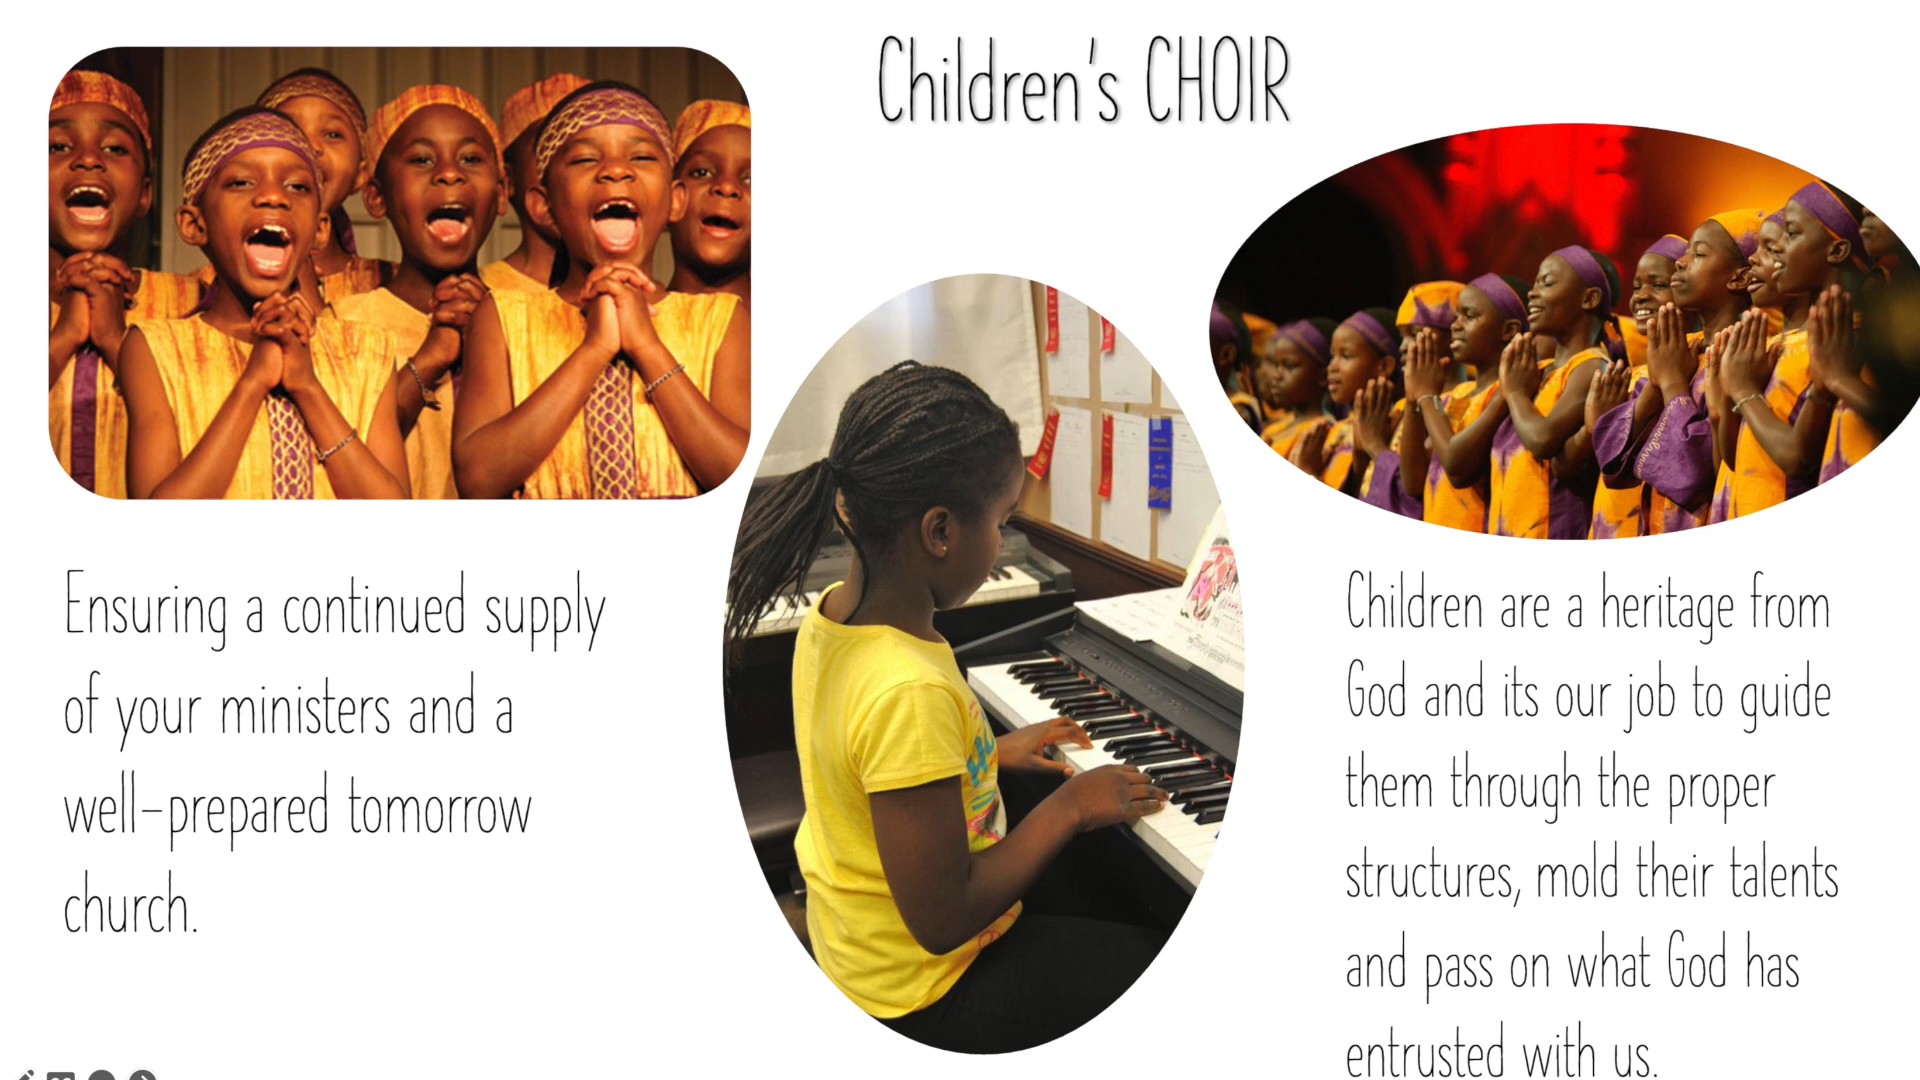 Children's CHOIR
Ensuring a continued supply
of your ministers and a
well-prepared tomorrow
church.
Children are a heritage from
God and its our job to guide
them through the proper
structures, mold their talents
and pass on what God has
entrusted with us.